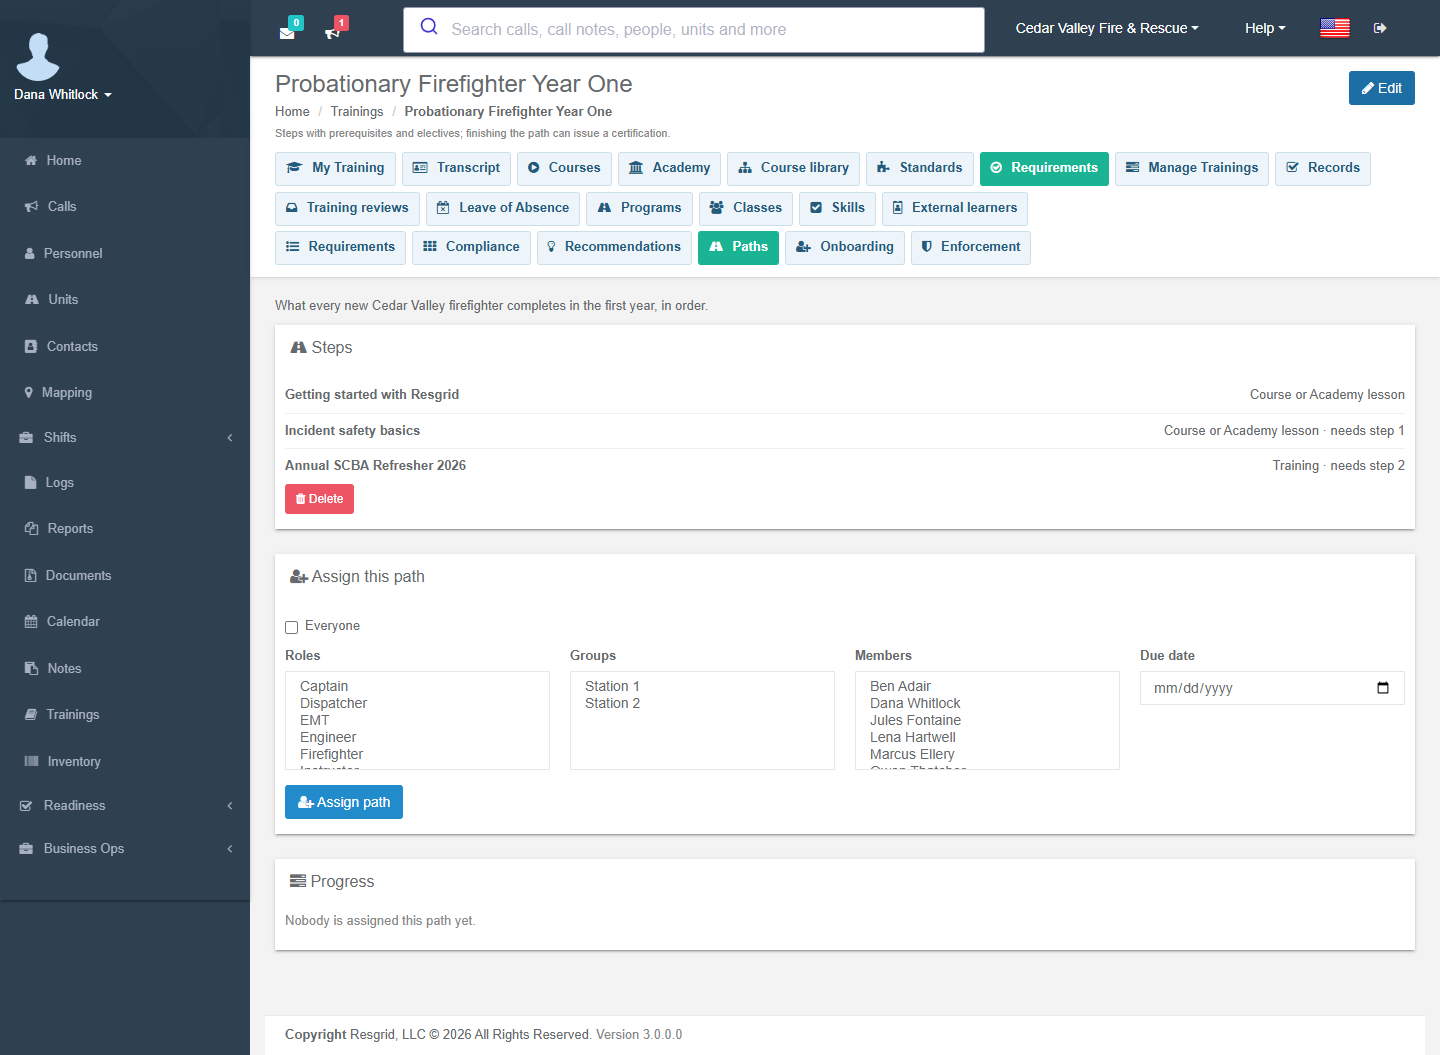 0
1
Search calls, call notes, people, units and more
Cedar Valley Fire & Rescue
Help
Dana Whitlock
Home
Calls
Personnel
Units
Contacts
Mapping
Shifts
Logs
Reports
Documents
Calendar
Notes
Trainings
Inventory
Readiness
Business Ops
Probationary Firefighter Year One
Edit
Home / Trainings / Probationary Firefighter Year One
Steps with prerequisites and electives; finishing the path can issue a certification.
My Training Transcript Courses Academy Course library Standards Requirements Manage Trainings Records
Training reviews Leave of Absence Programs Classes Skills External learners
Requirements Compliance Recommendations Paths Onboarding Enforcement
What every new Cedar Valley firefighter completes in the first year, in order.
Steps
Getting started with Resgrid Course or Academy lesson
Incident safety basics Course or Academy lesson · needs step 1
Annual SCBA Refresher 2026 Training · needs step 2
Delete
Assign this path
Everyone
Roles
Captain
Dispatcher
EMT
Engineer
Firefighter
Instructor
Groups
Station 1
Station 2
Members
Ben Adair
Dana Whitlock
Jules Fontaine
Lena Hartwell
Marcus Ellery
Owen Thatcher
Due date
mm/dd/yyyy
Assign path
Progress
Nobody is assigned this path yet.
Copyright Resgrid, LLC © 2026 All Rights Reserved. Version 3.0.0.0